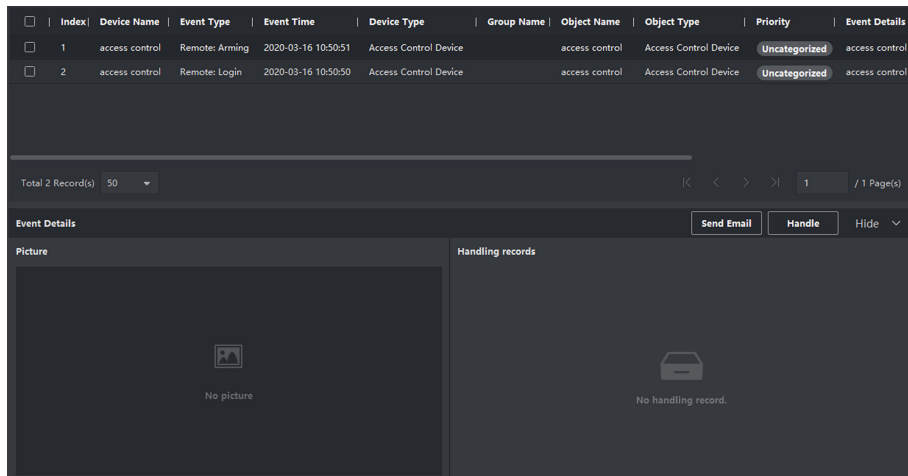 Index Device Name Event Type Event Time Device Type Group Name Object Name Object Type Priority Event Details
1 access control Remote: Arming 2020-03-16 10:50:51 Access Control Device access control Access Control Device Uncategorized access control
2 access control Remote: Login 2020-03-16 10:50:50 Access Control Device access control Access Control Device Uncategorized access control
Total 2 Record(s) 50 1 / 1 Page(s)
Event Details Send Email Handle Hide
Picture Handling records
No picture
No handling record.